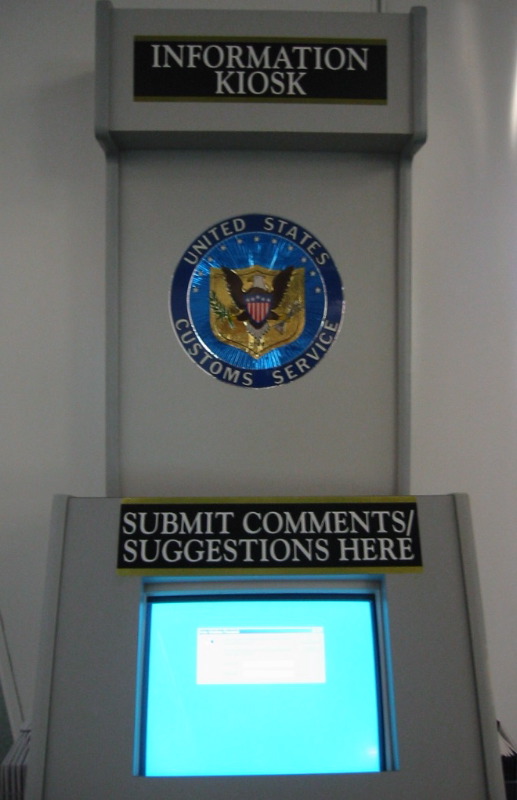 INFORMATION
KIOSK
UNITED STATES
CUSTOMS SERVICE
SUBMIT COMMENTS/
SUGGESTIONS HERE